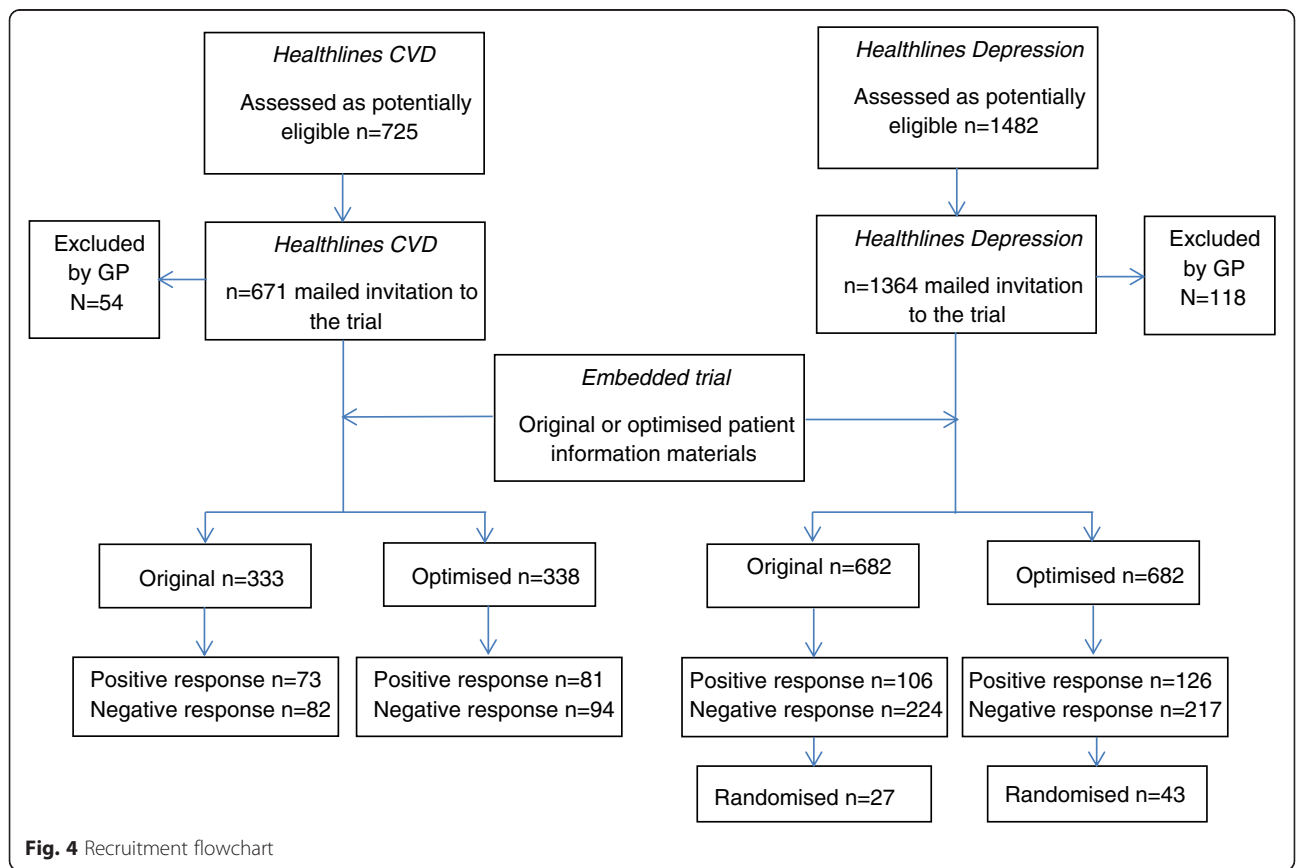 Healthlines CVD
Assessed as potentially
eligible n=725
Healthlines Depression
Assessed as potentially
eligible n=1482
Excluded
by GP
N=54
Healthlines CVD
n=671 mailed invitation to
the trial
Healthlines Depression
n=1364 mailed invitation
to the trial
Excluded
by GP
N=118
Embedded trial
Original or optimised patient
information materials
Original n=333
Optimised n=338
Original n=682
Optimised n=682
Positive response n=73
Negative response n=82
Positive response n=81
Negative response n=94
Positive response n=106
Negative response n=224
Positive response n=126
Negative response n=217
Randomised n=27
Randomised n=43
Fig. 4 Recruitment flowchart